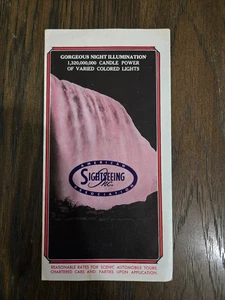 GORGEOUS NIGHT ILLUMINATION
1,320,000,000 CANDLE POWER
OF VARIED COLORED LIGHTS
AMERICAN
SIGHTSEEING
Inc.
ASSOCIATION
REASONABLE RATES FOR SCENIC AUTOMOBILE TOURS,
CHARTERED CARS AND PARTIES UPON APPLICATION.